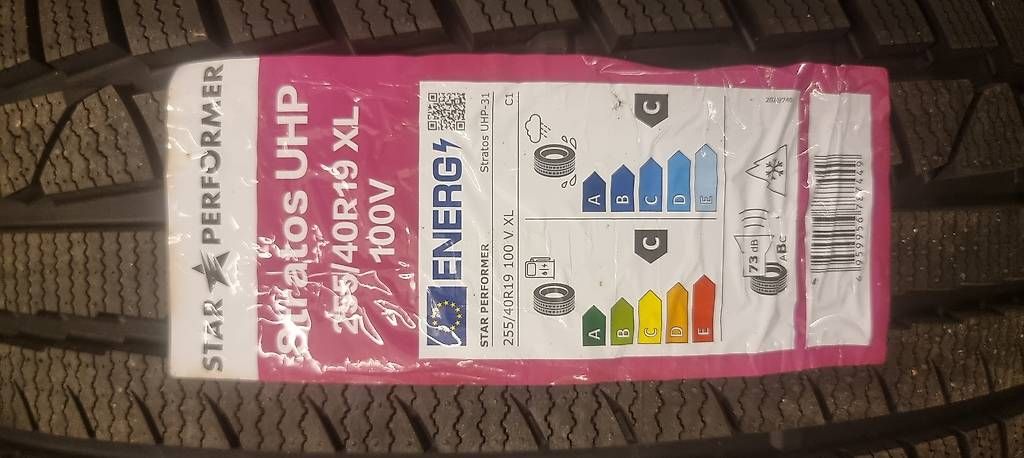 STAR PERFORMER
Stratos UHP
255/40R19 XL
100V
ENERG
STAR PERFORMER
Stratos UHP-31
255/40R19 100 V XL
C1
A
B
C
D
E
C
A
B
C
D
E
C
73 dB
ABC